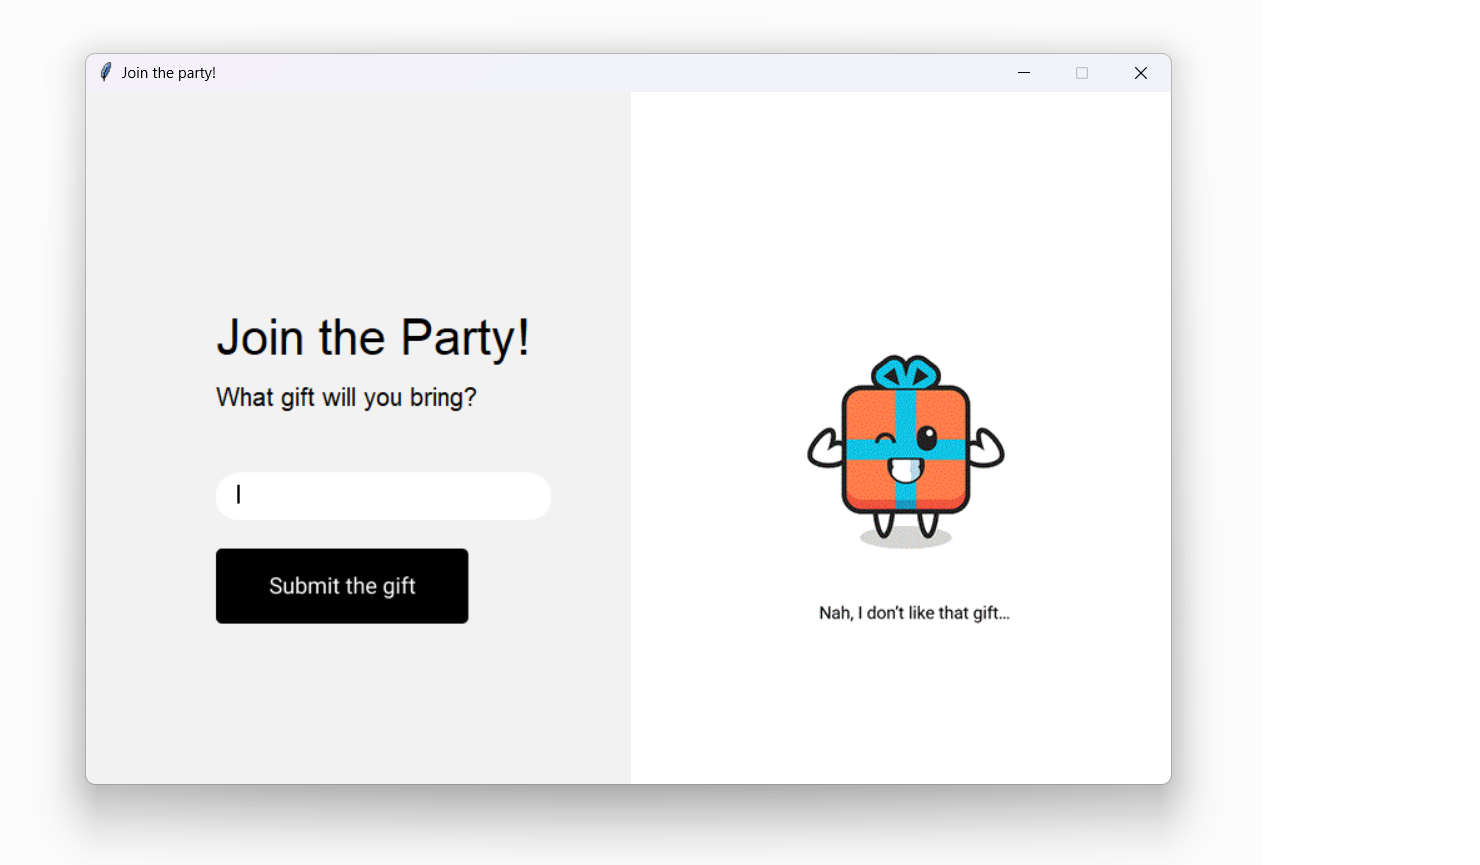 Join the party!
Join the Party!
What gift will you bring?
Submit the gift
Nah, I don't like that gift...